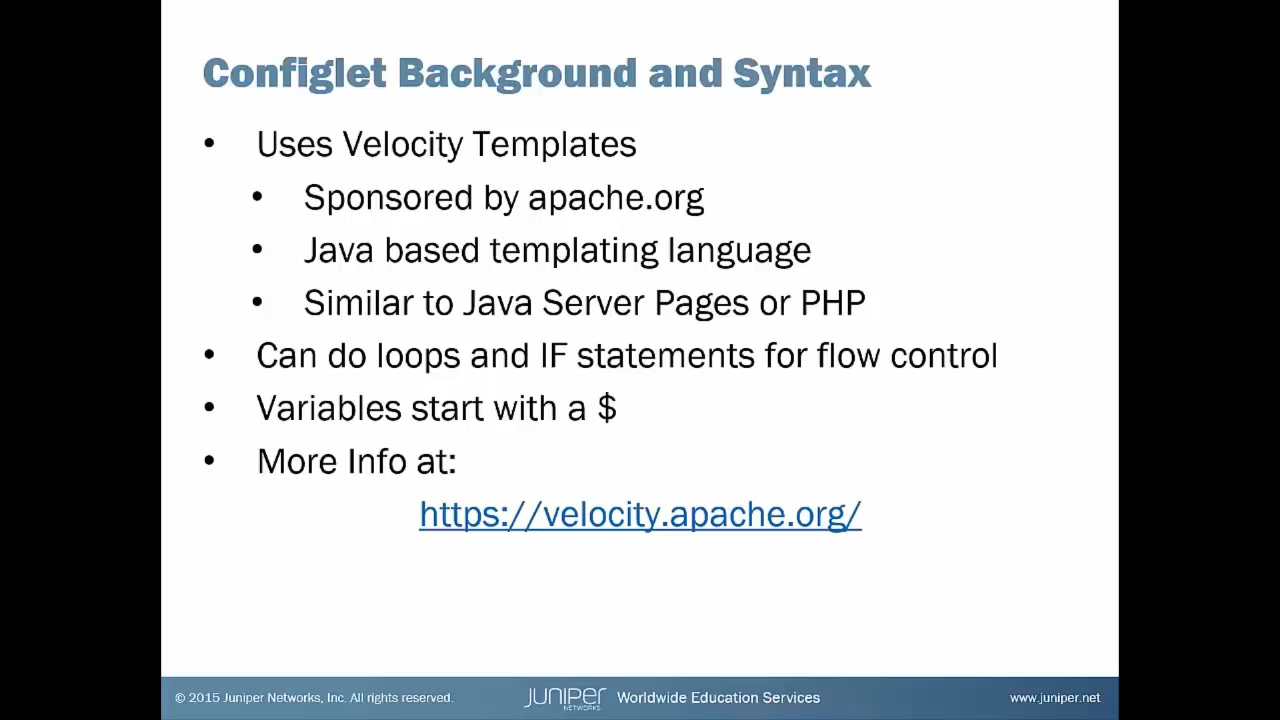 Configlet Background and Syntax
• Uses Velocity Templates
• Sponsored by apache.org
• Java based templating language
• Similar to Java Server Pages or PHP
• Can do loops and IF statements for flow control
• Variables start with a $
• More Info at:
https://velocity.apache.org/
© 2015 Juniper Networks, Inc. All rights reserved.
JUNIPER NETWORKS
Worldwide Education Services
www.juniper.net